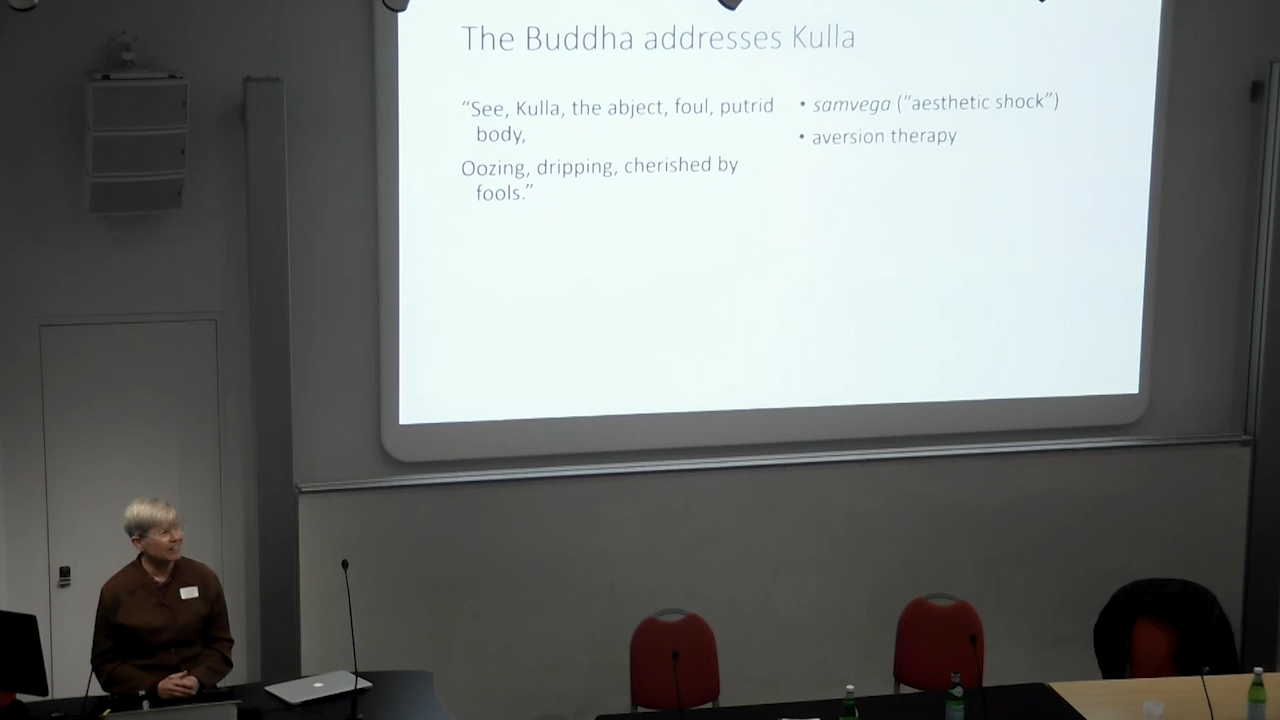 The Buddha addresses Kulla
“See, Kulla, the abject, foul, putrid
body,
Oozing, dripping, cherished by
fools.”
• samvega (“aesthetic shock”)
• aversion therapy